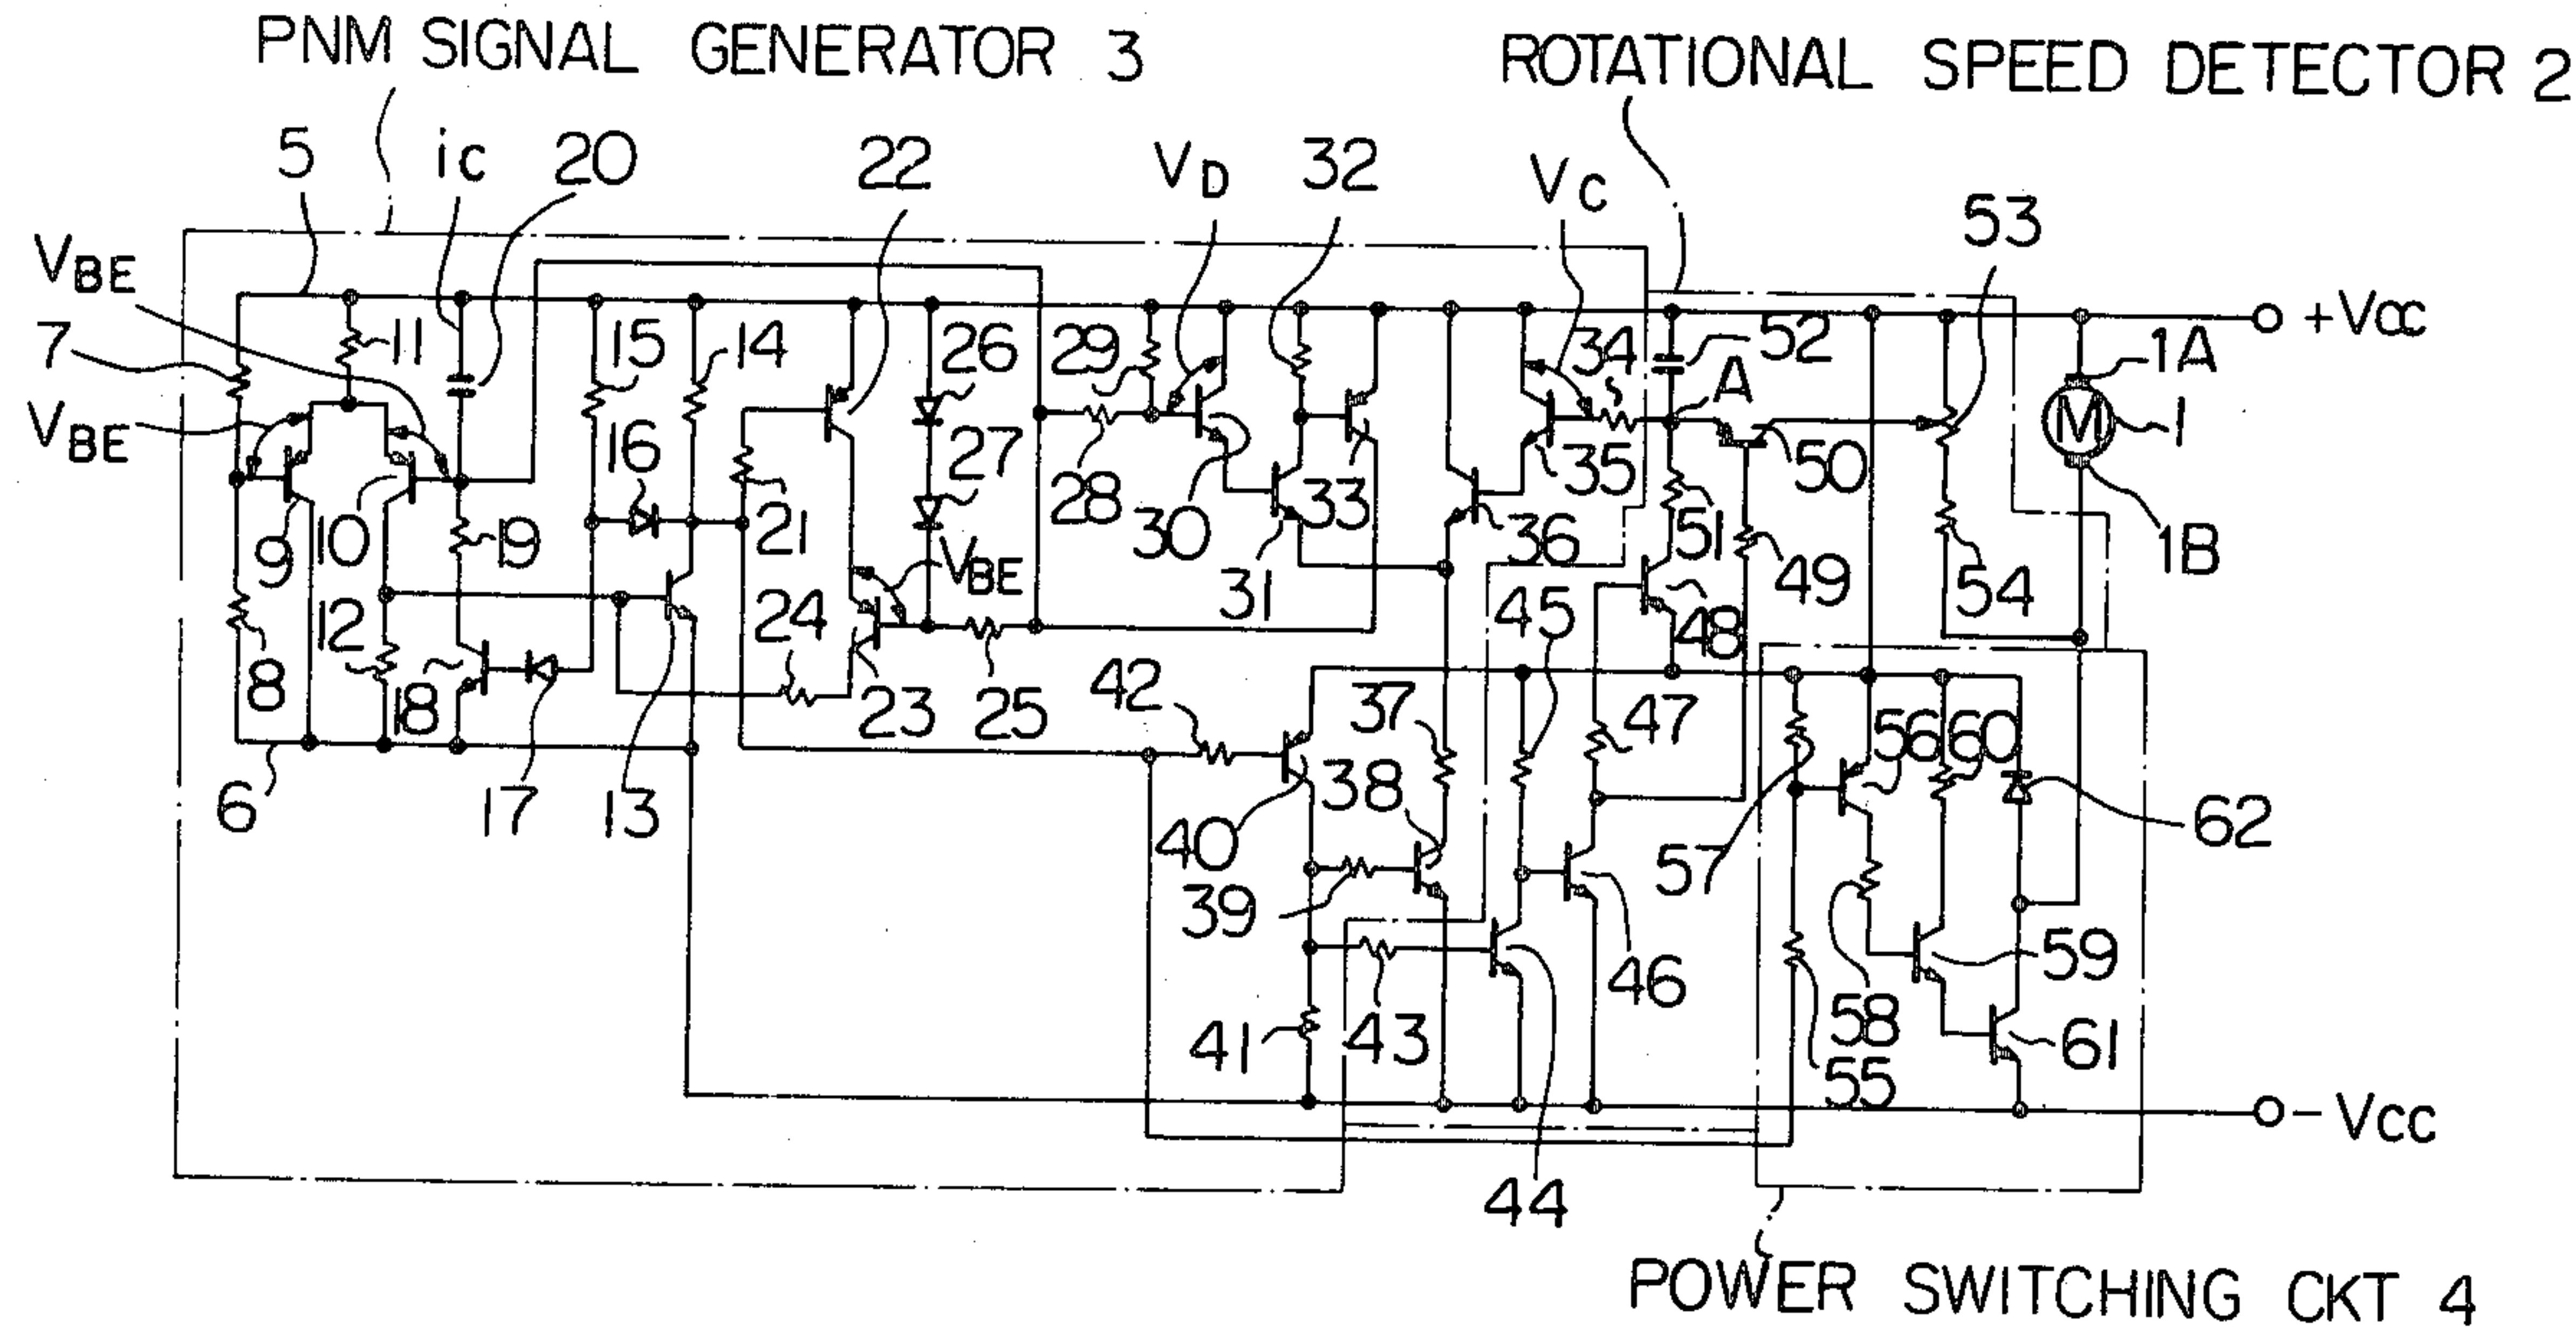 PNM SIGNAL GENERATOR 3
ROTATIONAL SPEED DETECTOR 2
5 ic 20 22 VD 32 VC 53
VBE
7 11 15 14 26 29 34 52 +VCC
A 1A
VBE M 1
16 27 50
28 33 35
9 10 19 21 30 51 36 1B
VBE 49
31 54
24 45
8 12 18 48
23 25 42 37 47
56 60
6 17 13 38 62
40 57
39
46 59
58
41 43 61
55
-VCC
44
POWER SWITCHING CKT 4